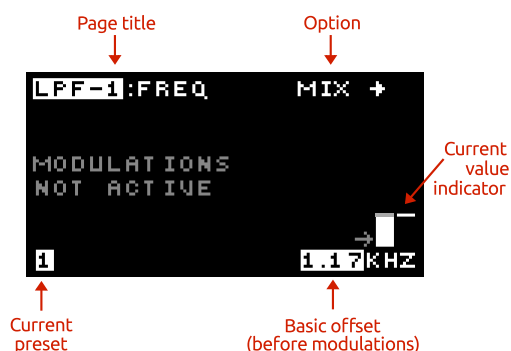 Page title
Option
LPF-1:FREQ
MIX →
MODULATIONS
NOT ACTIVE
Current
value
indicator
→
1
1.17KHZ
Current
preset
Basic offset
(before modulations)